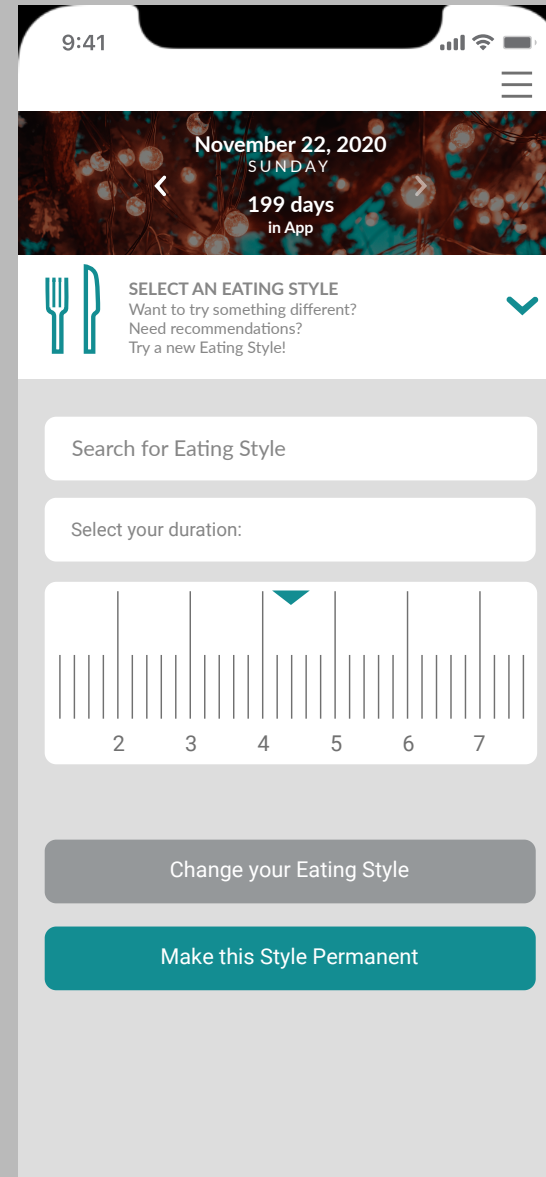 9:41
November 22, 2020
SUNDAY
199 days
in App
SELECT AN EATING STYLE
Want to try something different?
Need recommendations?
Try a new Eating Style!
Search for Eating Style
Select your duration:
2 3 4 5 6 7
Change your Eating Style
Make this Style Permanent